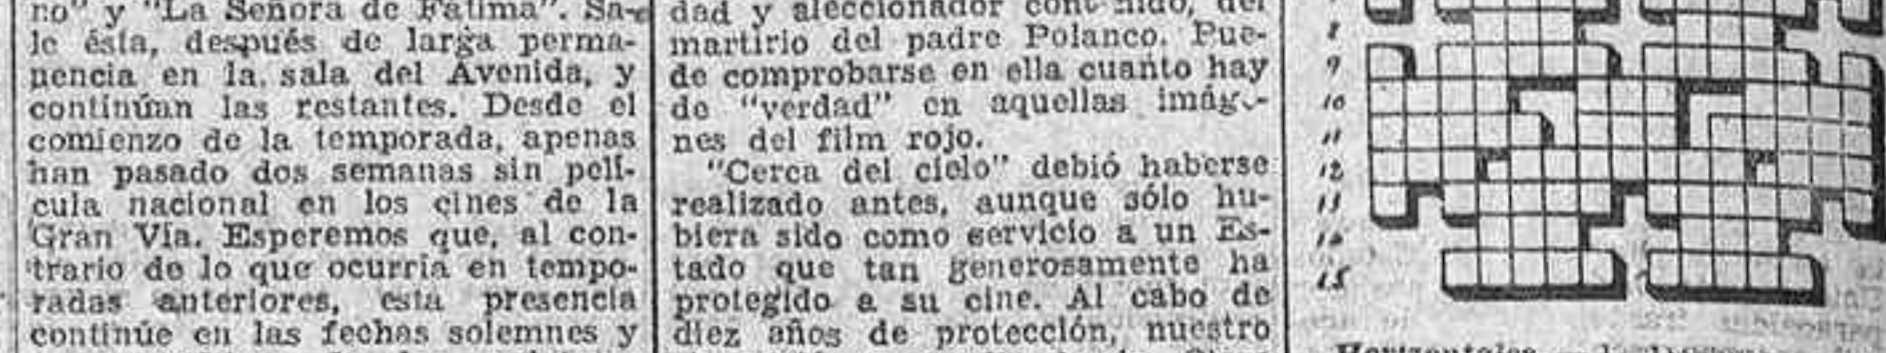 no" y "La Señora de Fátima". Sa-
le ésta, después de larga perma-
nencia en la sala del Avenida, y
continúan las restantes. Desde el
comienzo de la temporada, apenas
han pasado dos semanas sin pelí-
cula nacional en los cines de la
Gran Vía. Esperemos que, al con-
trario de lo que ocurría en tempo-
radas anteriores, esta presencia
continúe en las fechas solemnes y
dad y aleccionador contenido, del
martirio del padre Polanco. Pue-
de comprobarse en ella cuanto hay
de "verdad" en aquellas imáge-
nes del film rojo.
"Cerca del cielo" debió haberse
realizado antes, aunque sólo hu-
biera sido como servicio a un Es-
tado que tan generosamente ha
protegido a su cine. Al cabo de
diez años de protección, nuestro
8
9
10
11
12
13
14
15
Horizontales